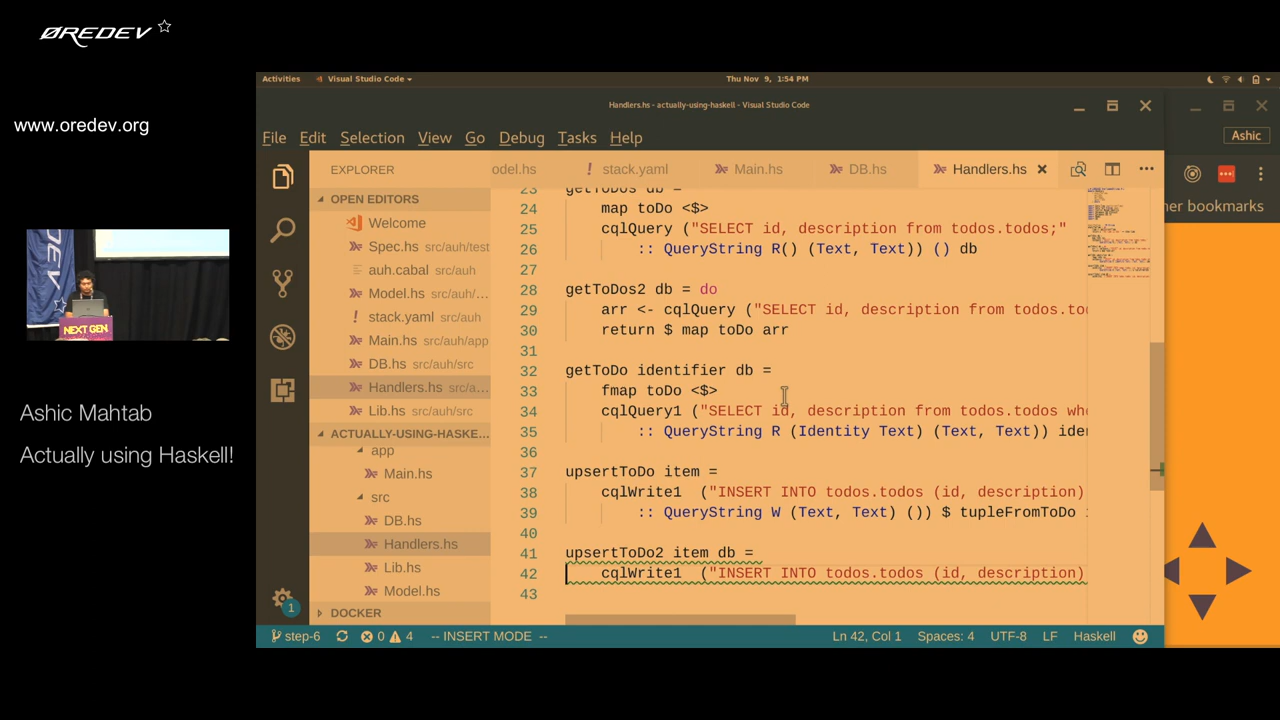 ØREDEV
www.oredev.org
NEXT GEN
Ashic Mahtab
Actually using Haskell!
Activities Visual Studio Code Thu Nov 9, 1:54 PM
Handlers.hs - actually-using-haskell - Visual Studio Code
Ashic
File Edit Selection View Go Debug Tasks Help
EXPLORER
odel.hs stack.yaml Main.hs DB.hs Handlers.hs
her bookmarks
OPEN EDITORS
Welcome
Spec.hs src/auh/test
auh.cabal src/auh
Model.hs src/auh/...
stack.yaml src/auh
Main.hs src/auh/app
DB.hs src/auh/src
Handlers.hs src/a...
Lib.hs src/auh/src
ACTUALLY-USING-HASKE...
app
Main.hs
src
DB.hs
Handlers.hs
Lib.hs
Model.hs
DOCKER
23 getToDos db =
24 map toDo <$>
25 cqlQuery ("SELECT id, description from todos.todos;"
26 :: QueryString R() (Text, Text)) () db
27
28 getToDos2 db = do
29 arr <- cqlQuery ("SELECT id, description from todos.to
30 return $ map toDo arr
31
32 getToDo identifier db =
33 fmap toDo <$>
34 cqlQuery1 ("SELECT id, description from todos.todos wh
35 :: QueryString R (Identity Text) (Text, Text)) ide
36
37 upsertToDo item =
38 cqlWrite1 ("INSERT INTO todos.todos (id, description)
39 :: QueryString W (Text, Text) ()) $ tupleFromToDo
40
41 upsertToDo2 item db =
42 cqlWrite1 ("INSERT INTO todos.todos (id, description)
43
1
step-6 0 4 -- INSERT MODE -- Ln 42, Col 1 Spaces: 4 UTF-8 LF Haskell